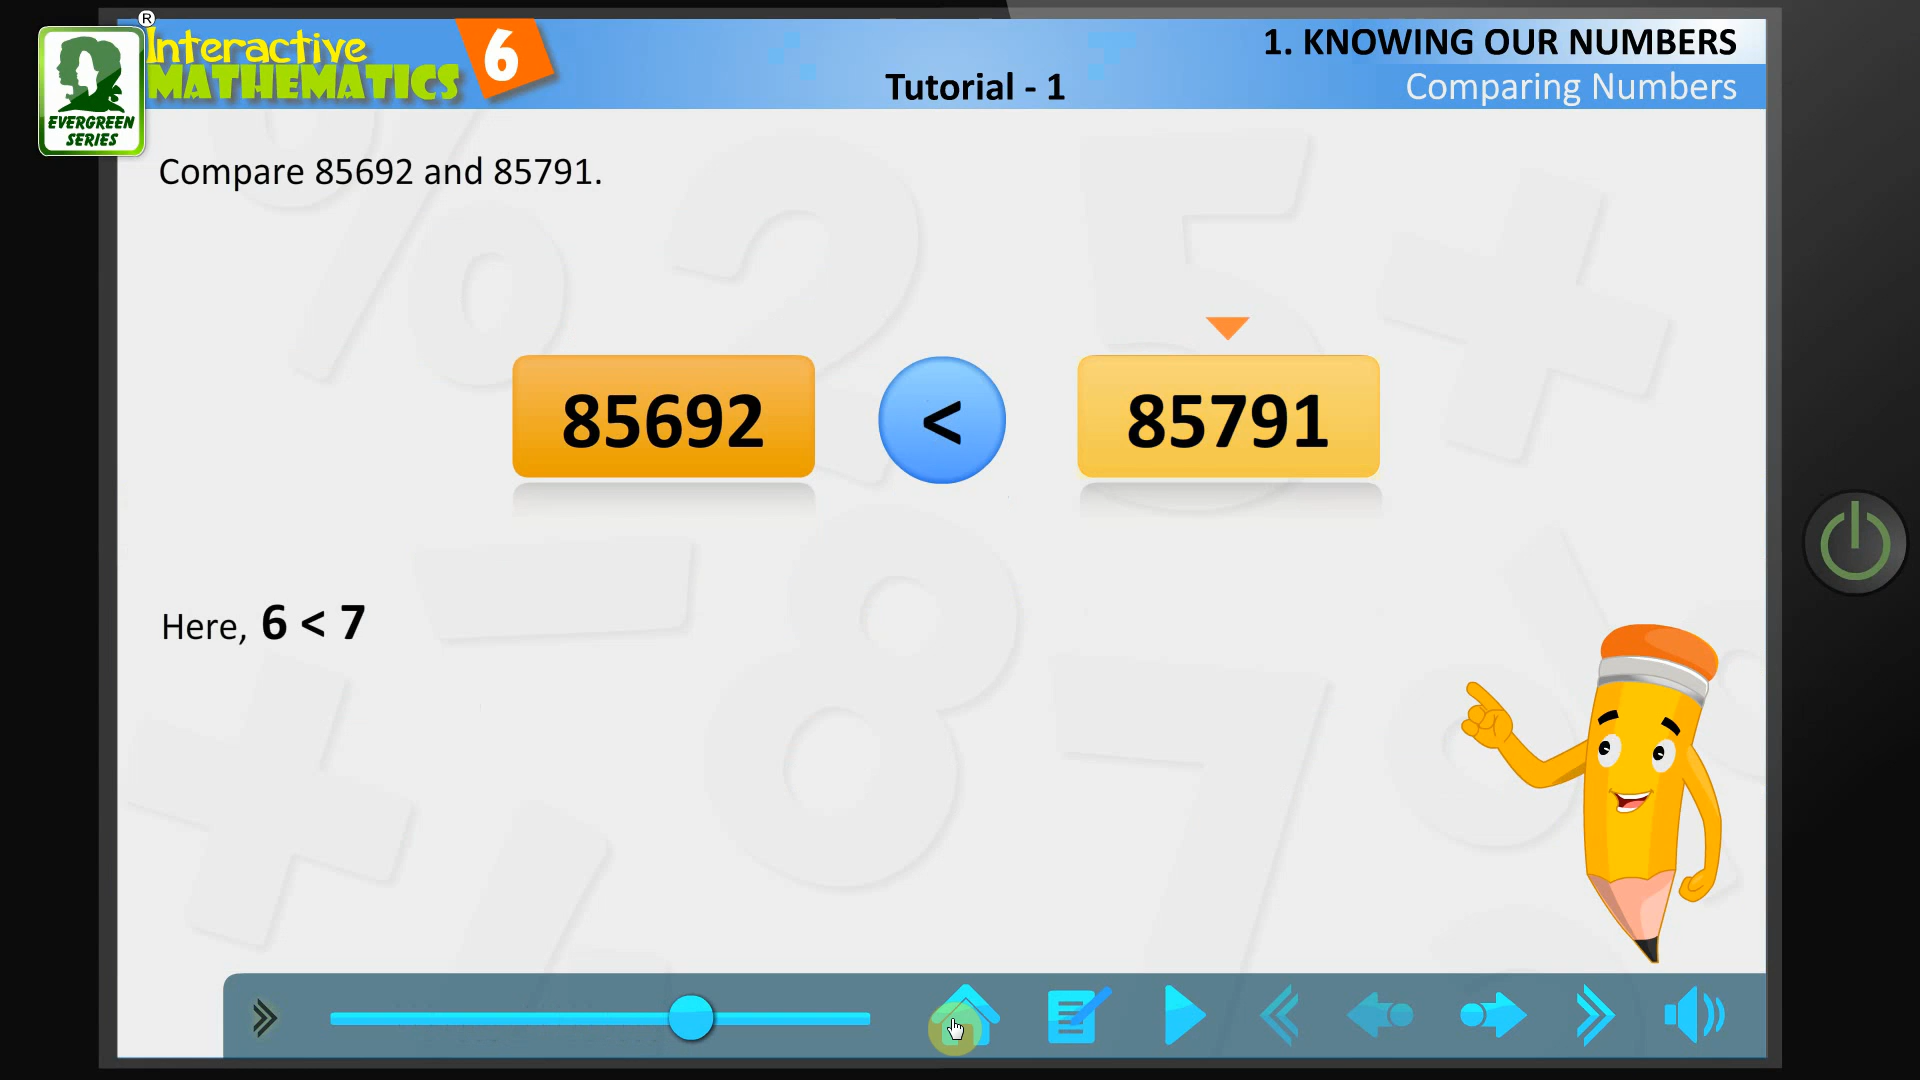 ®
EVERGREEN
SERIES
Interactive
MATHEMATICS
6
Tutorial - 1
1. KNOWING OUR NUMBERS
Comparing Numbers
Compare 85692 and 85791.
85692 < 85791
Here, 6 < 7